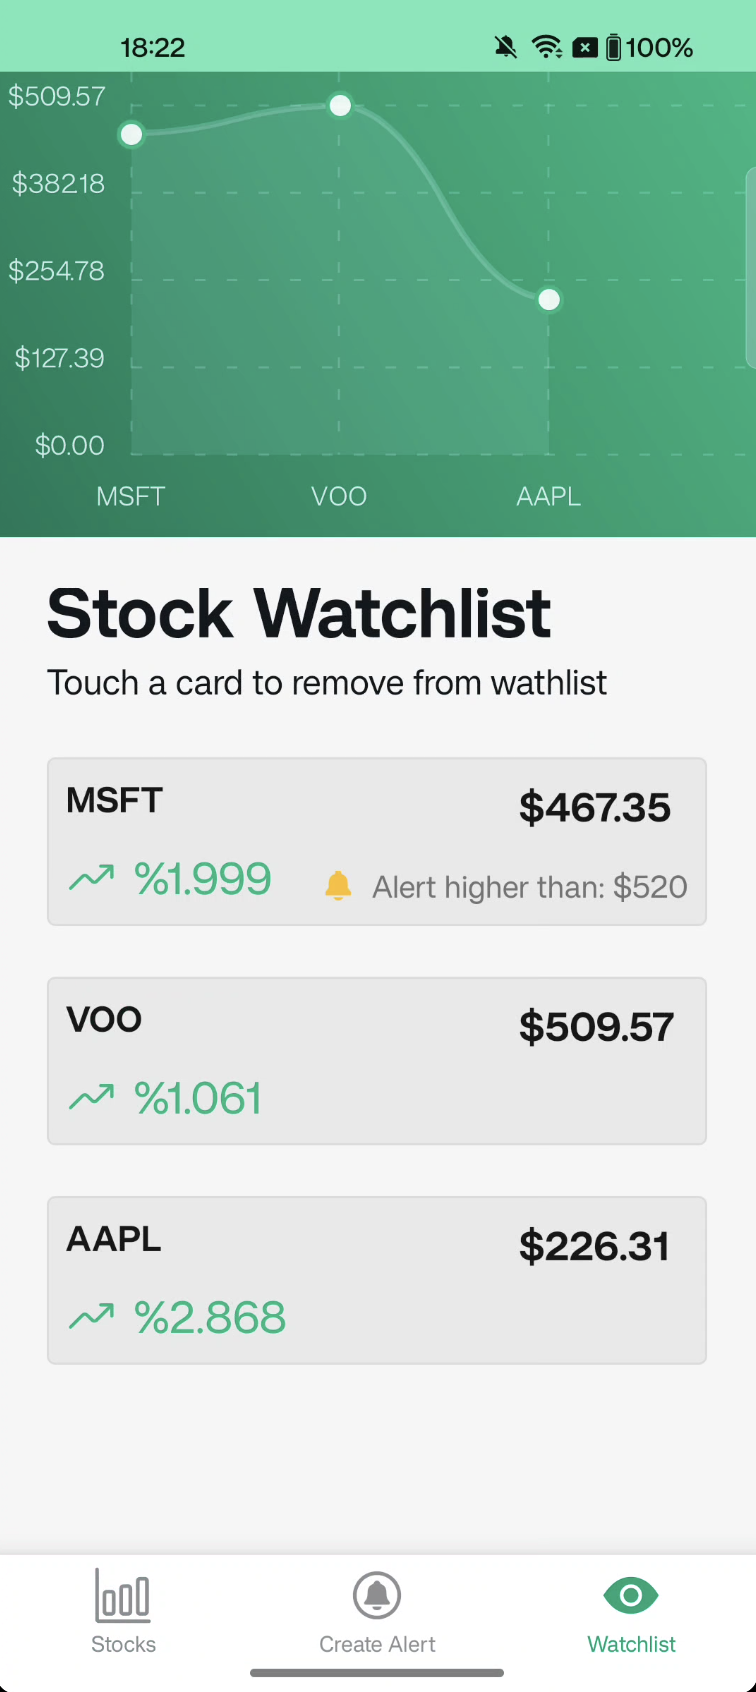 18:22 100%
$509.57
$382.18
$254.78
$127.39
$0.00
MSFT VOO AAPL
Stock Watchlist
Touch a card to remove from wathlist
MSFT $467.35
%1.999 Alert higher than: $520
VOO $509.57
%1.061
AAPL $226.31
%2.868
Stocks Create Alert Watchlist